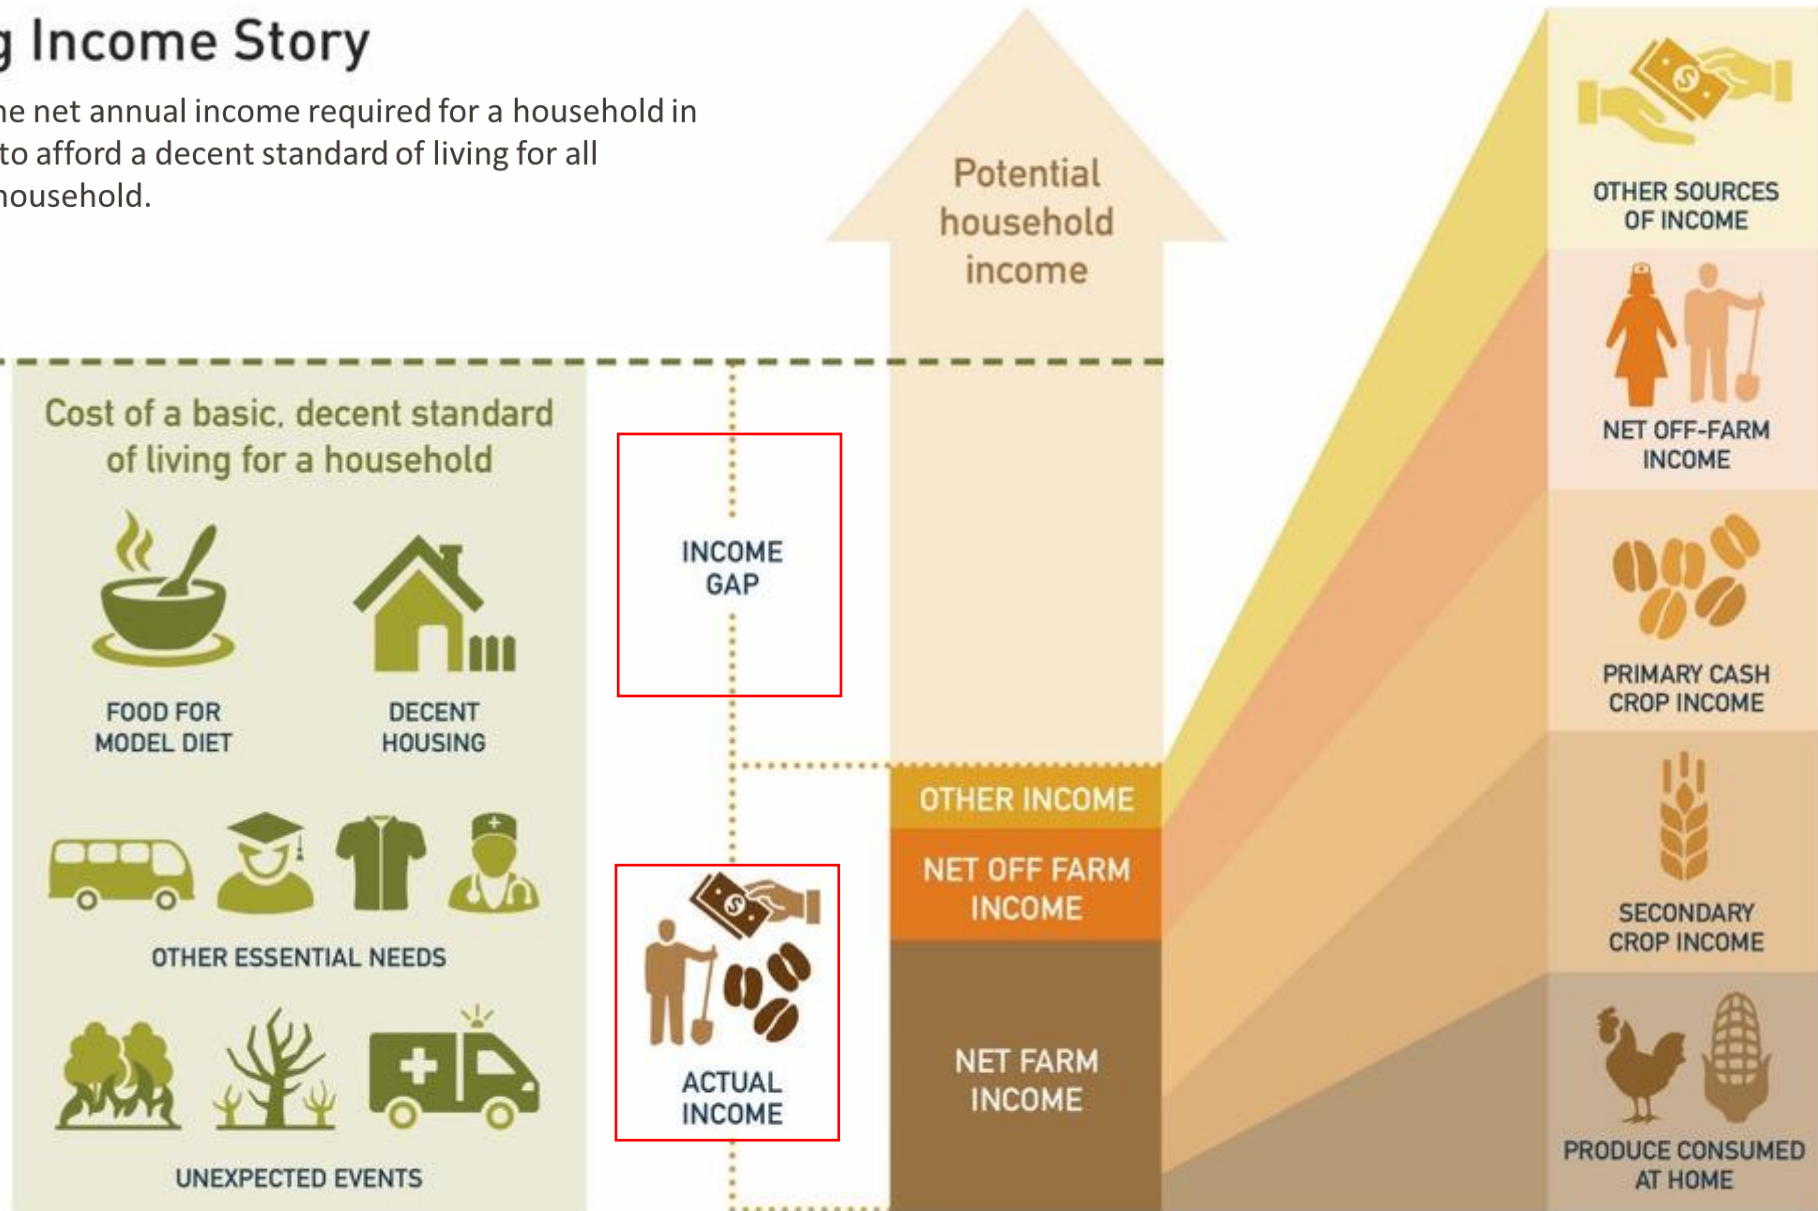 g Income Story
he net annual income required for a household in
to afford a decent standard of living for all
household.
Potential
household
income
Cost of a basic, decent standard
of living for a household
FOOD FOR
MODEL DIET
DECENT
HOUSING
OTHER ESSENTIAL NEEDS
UNEXPECTED EVENTS
INCOME
GAP
ACTUAL
INCOME
OTHER INCOME
NET OFF FARM
INCOME
NET FARM
INCOME
OTHER SOURCES
OF INCOME
NET OFF-FARM
INCOME
PRIMARY CASH
CROP INCOME
SECONDARY
CROP INCOME
PRODUCE CONSUMED
AT HOME